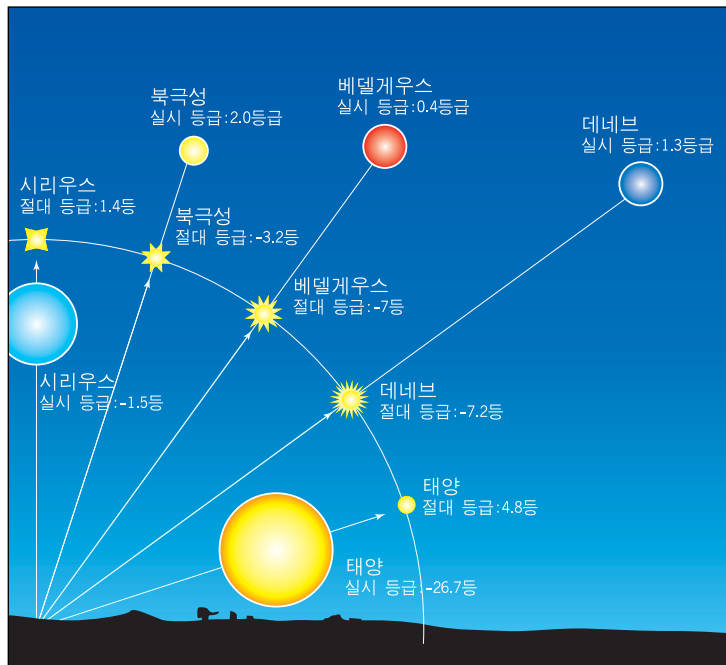 북극성
실시 등급:2.0등급
베델게우스
실시 등급:0.4등급
데네브
실시 등급:1.3등급
시리우스
절대 등급:1.4등
북극성
절대 등급:-3.2등
베델게우스
절대 등급:-7등
시리우스
실시 등급:-1.5등
데네브
절대 등급:-7.2등
태양
절대 등급:4.8등
태양
실시 등급:-26.7등